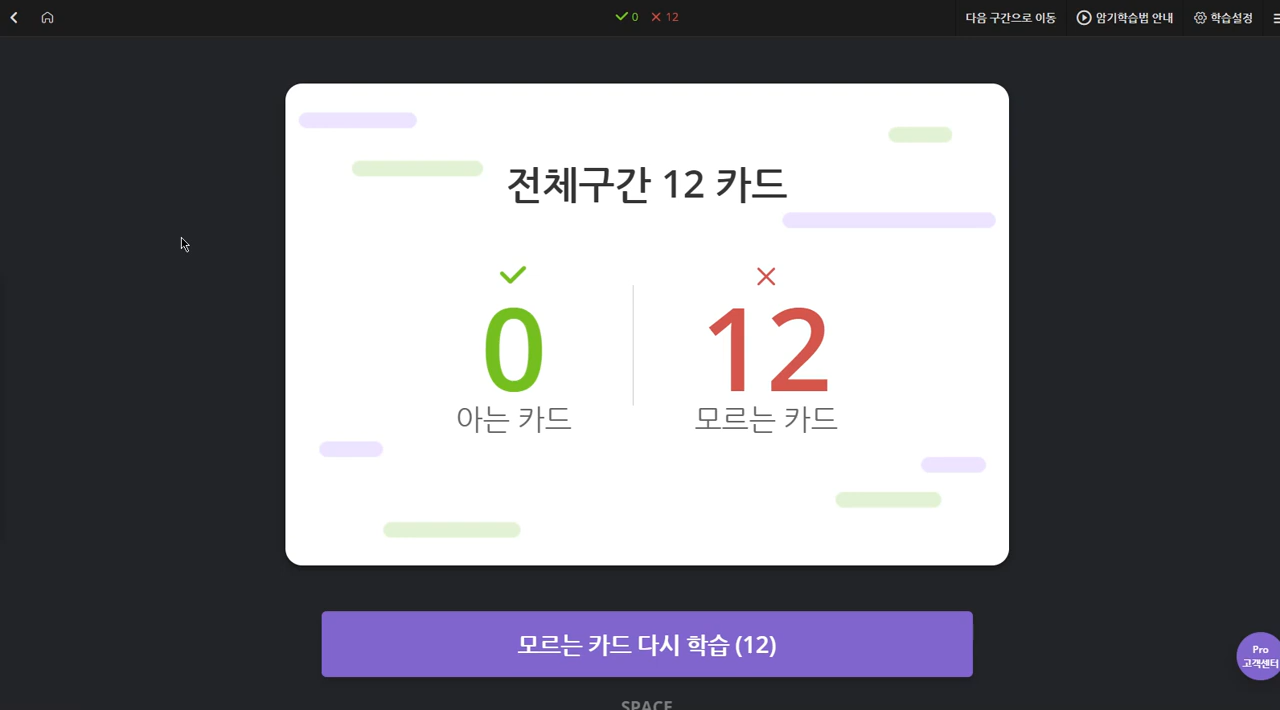 0 12 다음 구간으로 이동 암기학습법 안내 학습설정
전체구간 12 카드
0 12
아는 카드 모르는 카드
모르는 카드 다시 학습 (12)
Pro
고객센터
SPACE